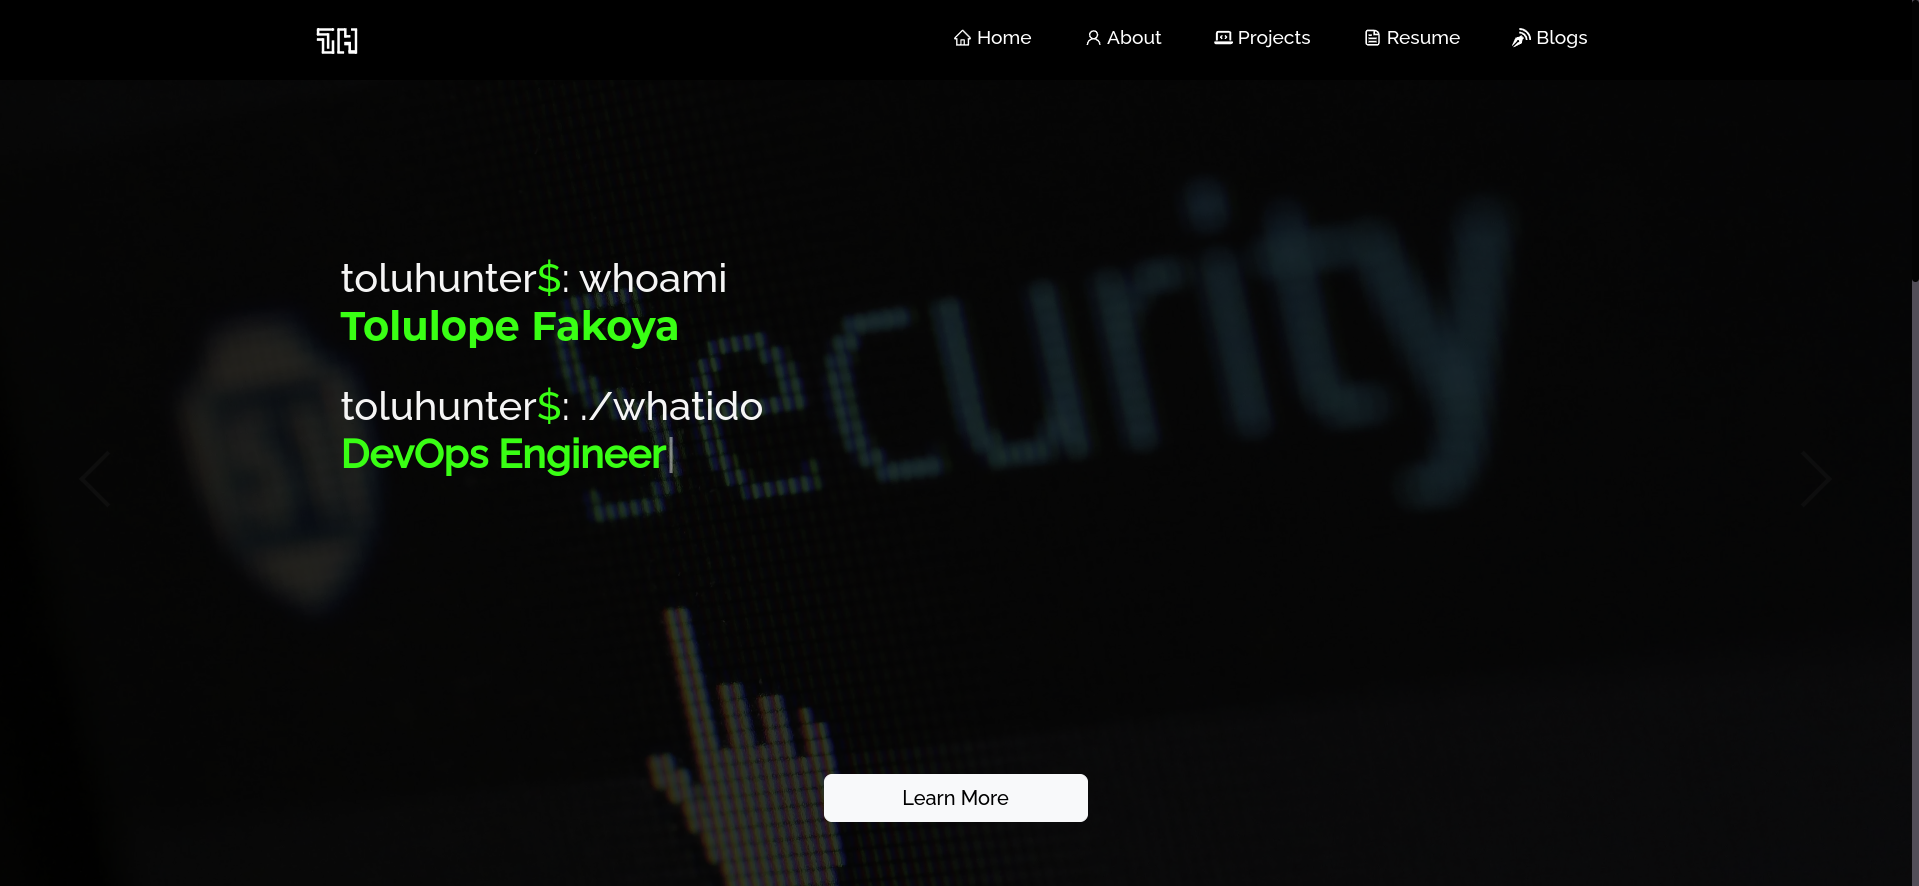 TH
Home
About
Projects
Resume
Blogs
toluhunter$: whoami
Tolulope Fakoya
toluhunter$: ./whatido
DevOps Engineer|
Security
Learn More